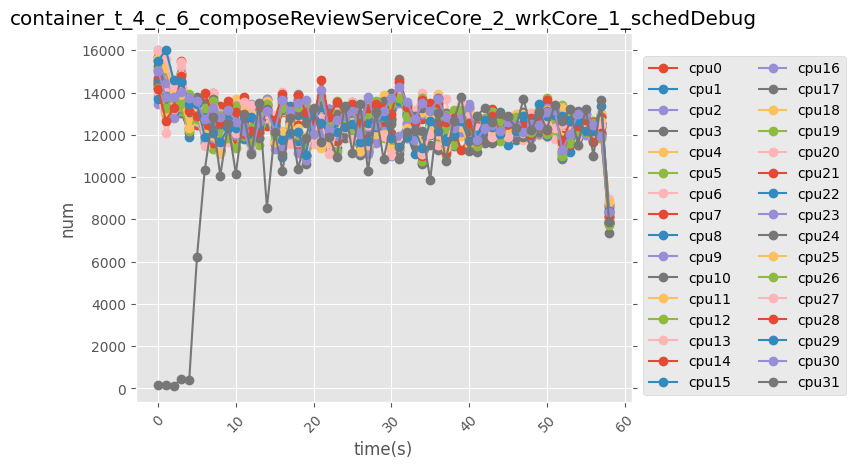 container_t_4_c_6_composeReviewServiceCore_2_wrkCore_1_schedDebug
16000
14000
12000
10000
8000
6000
4000
2000
0
num
0
10
20
30
40
50
60
time(s)
cpu0
cpu1
cpu2
cpu3
cpu4
cpu5
cpu6
cpu7
cpu8
cpu9
cpu10
cpu11
cpu12
cpu13
cpu14
cpu15
cpu16
cpu17
cpu18
cpu19
cpu20
cpu21
cpu22
cpu23
cpu24
cpu25
cpu26
cpu27
cpu28
cpu29
cpu30
cpu31